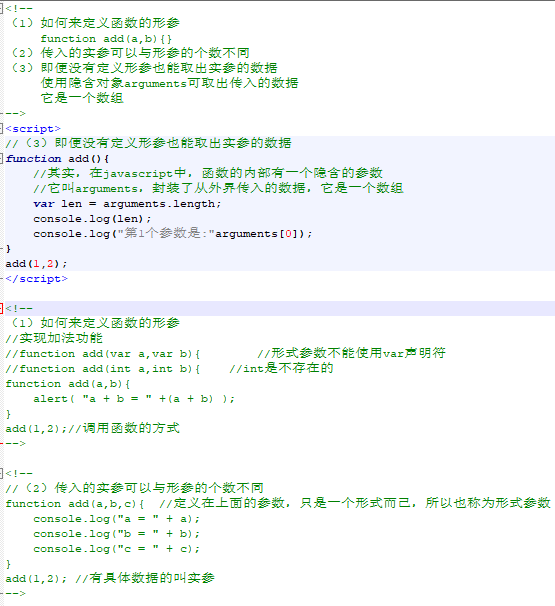 <!--
（1）如何来定义函数的形参
function add(a,b){}
（2）传入的实参可以与形参的个数不同
（3）即便没有定义形参也能取出实参的数据
使用隐含对象arguments可取出传入的数据
它是一个数组
-->
<script>
//（3）即便没有定义形参也能取出实参的数据
function add(){
//其实，在javascript中，函数的内部有一个隐含的参数
//它叫arguments，封装了从外界传入的数据，它是一个数组
var len = arguments.length;
console.log(len);
console.log("第1个参数是:"arguments[0]);
}
add(1,2);
</script>
<!--
（1）如何来定义函数的形参
//实现加法功能
//function add(var a,var b){ //形式参数不能使用var声明符
//function add(int a,int b){ //int是不存在的
function add(a,b){
alert( "a + b = " +(a + b) );
}
add(1,2);//调用函数的方式
-->
<!--
//（2）传入的实参可以与形参的个数不同
function add(a,b,c){ //定义在上面的参数，只是一个形式而已，所以也称为形式参数
console.log("a = " + a);
console.log("b = " + b);
console.log("c = " + c);
}
add(1,2); //有具体数据的叫实参
-->